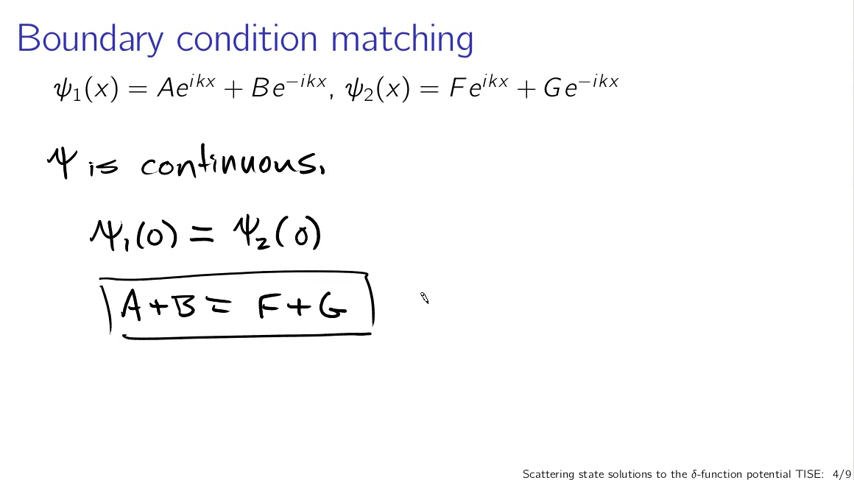 Boundary condition matching
ψ₁(x) = Ae^{ikx} + Be^{−ikx}, ψ₂(x) = Fe^{ikx} + Ge^{−ikx}
ψ is continuous.
ψ₁(0) = ψ₂(0)
A+B = F+G
Scattering state solutions to the δ-function potential TISE: 4/9